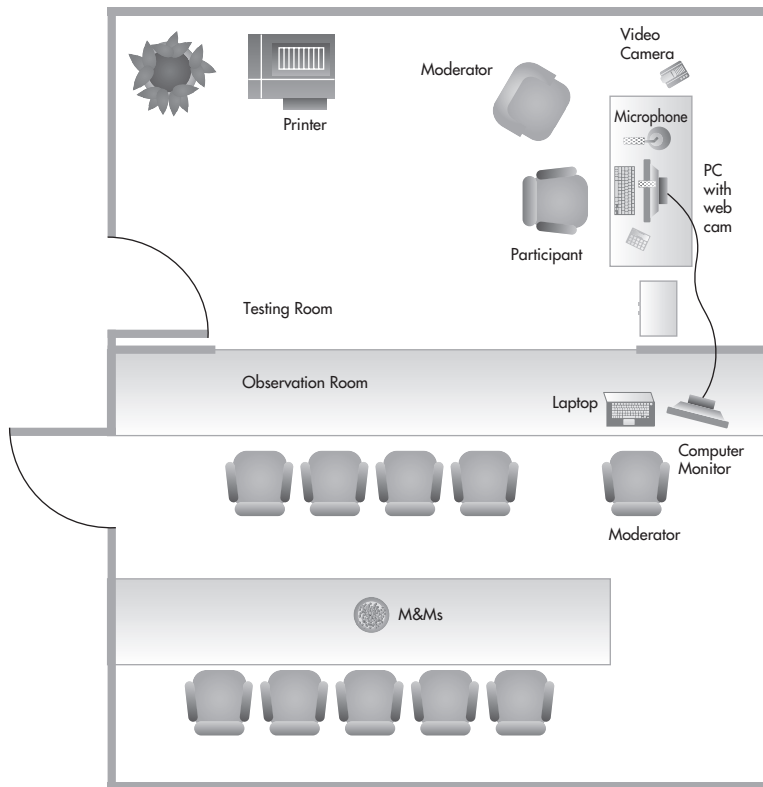 Video
Camera
Moderator
Microphone
Printer
PC
with
web
cam
Participant
Testing Room
Observation Room
Laptop
Computer
Monitor
Moderator
M&Ms